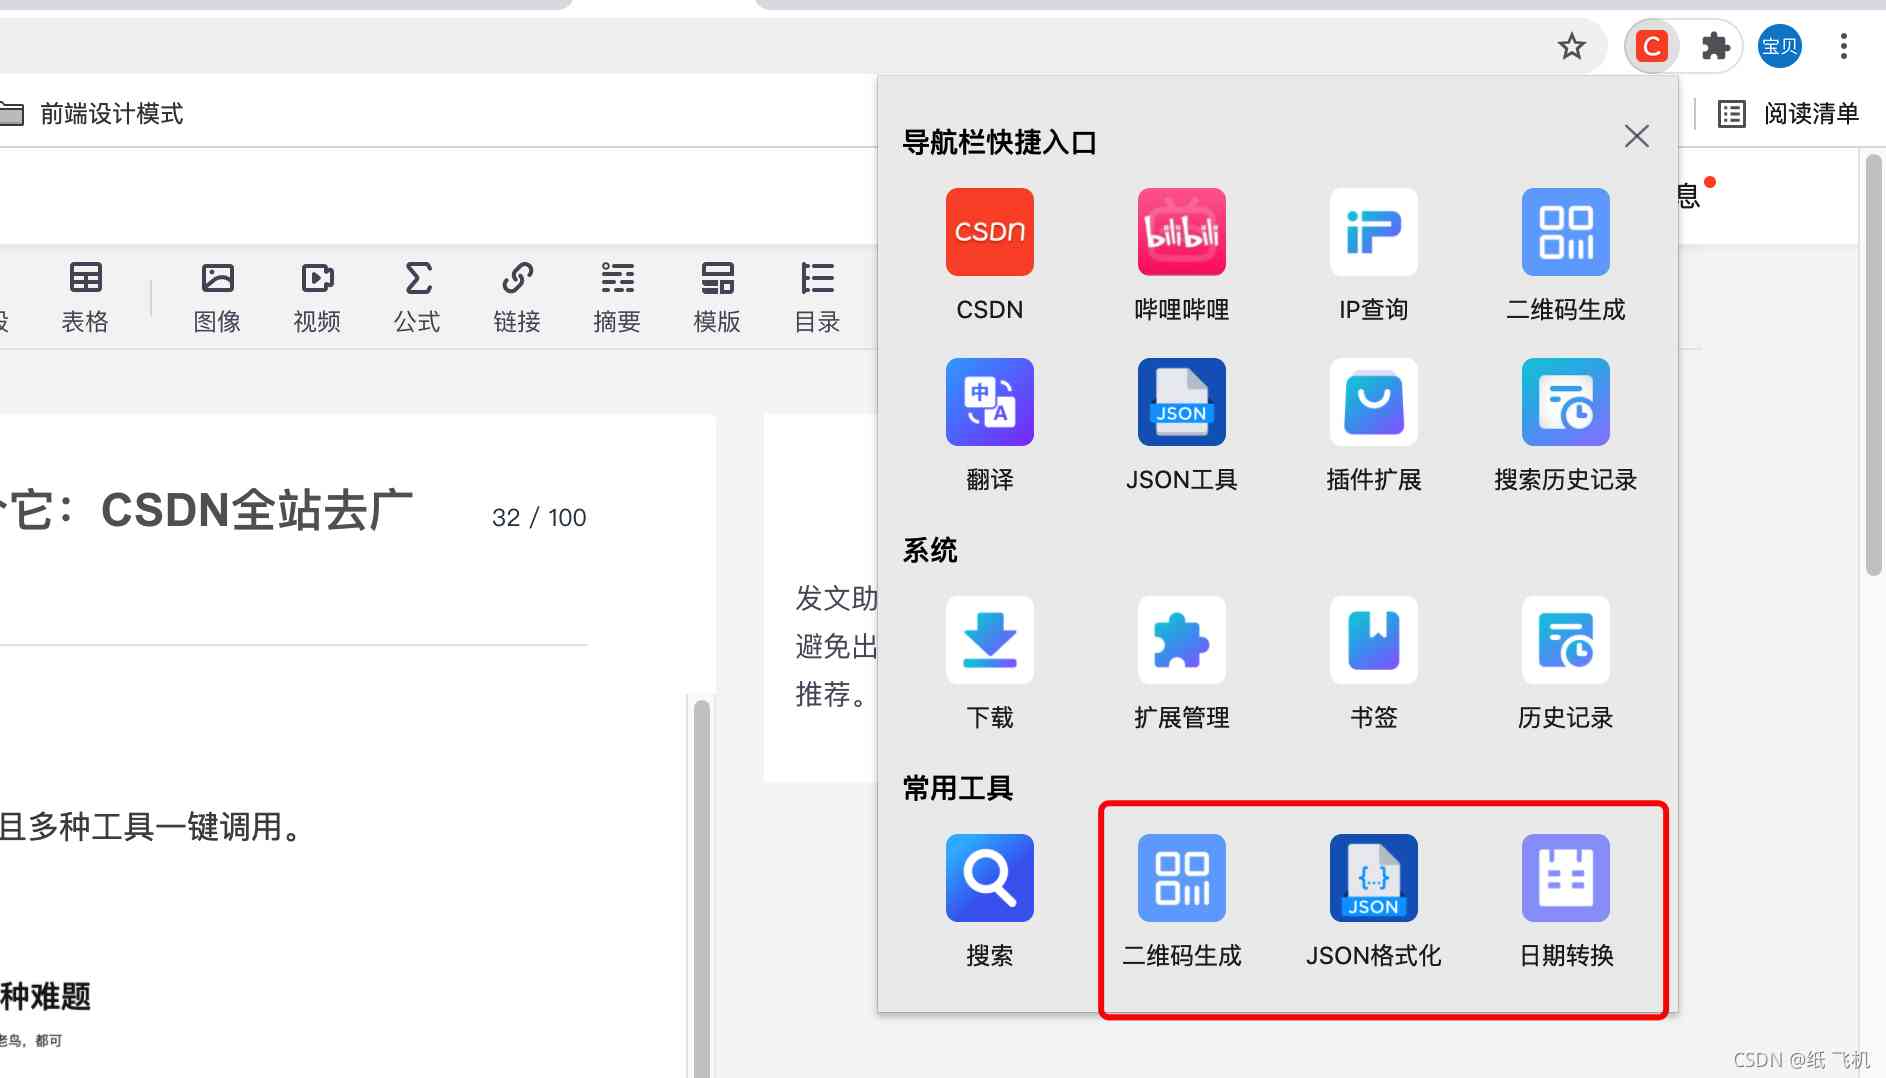 C
宝贝
前端设计模式
阅读清单
导航栏快捷入口
息
CSDN
bilibili
iP
CSDN
哔哩哔哩
IP查询
二维码生成
表格
图像
视频
公式
链接
摘要
模版
目录
中
A
JSON
翻译
JSON工具
插件扩展
搜索历史记录
它：CSDN全站去广
32 / 100
系统
发文助
避免出
推荐。
下载
扩展管理
书签
历史记录
常用工具
且多种工具一键调用。
{...}
JSON
搜索
二维码生成
JSON格式化
日期转换
种难题
老鸟，都可
CSDN @纸 飞机